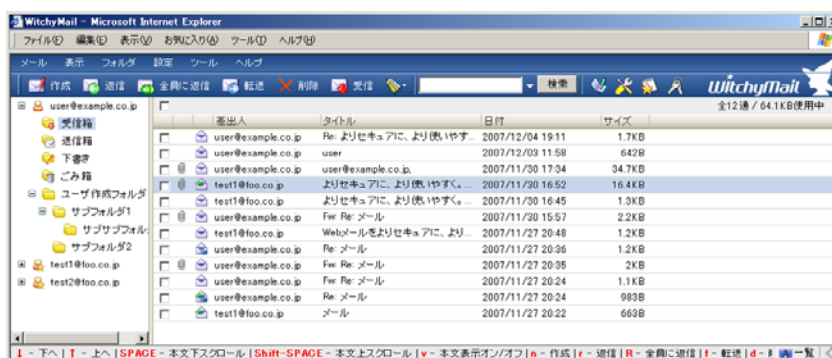 WitchyMail - Microsoft Internet Explorer
ファイル(F) 編集(E) 表示(V) お気に入り(A) ツール(T) ヘルプ(H)
メール 表示 フォルダ 設定 ツール ヘルプ
作成 返信 全員に返信 転送 削除 受信 検索 WitchyMail
user@example.co.jp 全12通 / 64.1KB使用中
受信箱
送信箱
下書き
ごみ箱
ユーザ作成フォルダ
サブフォルダ1
サブサブフォル
サブフォルダ2
test1@foo.co.jp
test2@foo.co.jp
差出人 タイトル 日付 サイズ
user@example.co.jp Re: よりセキュアに、より使いやす... 2007/12/04 19:11 1.7KB
user@example.co.jp user 2007/12/03 11:58 642B
user@example.co.jp user@example.co.jp, 2007/11/30 17:34 34.7KB
test1@foo.co.jp よりセキュアに、より使いやすく。... 2007/11/30 16:52 16.4KB
test1@foo.co.jp よりセキュアに、より使いやすく。... 2007/11/30 16:45 1.3KB
user@example.co.jp Fw: Re: メール 2007/11/30 15:57 2.2KB
test1@foo.co.jp Webメールをよりセキュアに、より... 2007/11/27 20:48 1.2KB
user@example.co.jp Re: メール 2007/11/27 20:36 1.2KB
user@example.co.jp Fw: Re: メール 2007/11/27 20:35 2KB
user@example.co.jp Fw: Re: メール 2007/11/27 20:24 1.1KB
user@example.co.jp Re: メール 2007/11/27 20:24 983B
test1@foo.co.jp メール 2007/11/27 20:22 663B
↓ - 下へ | ↑ - 上へ | SPACE - 本文下スクロール | Shift-SPACE - 本文上スクロール | v - 本文表示オン/オフ | n - 作成 | r - 返信 | R - 全員に返信 | f - 転送 | d - A 一覧